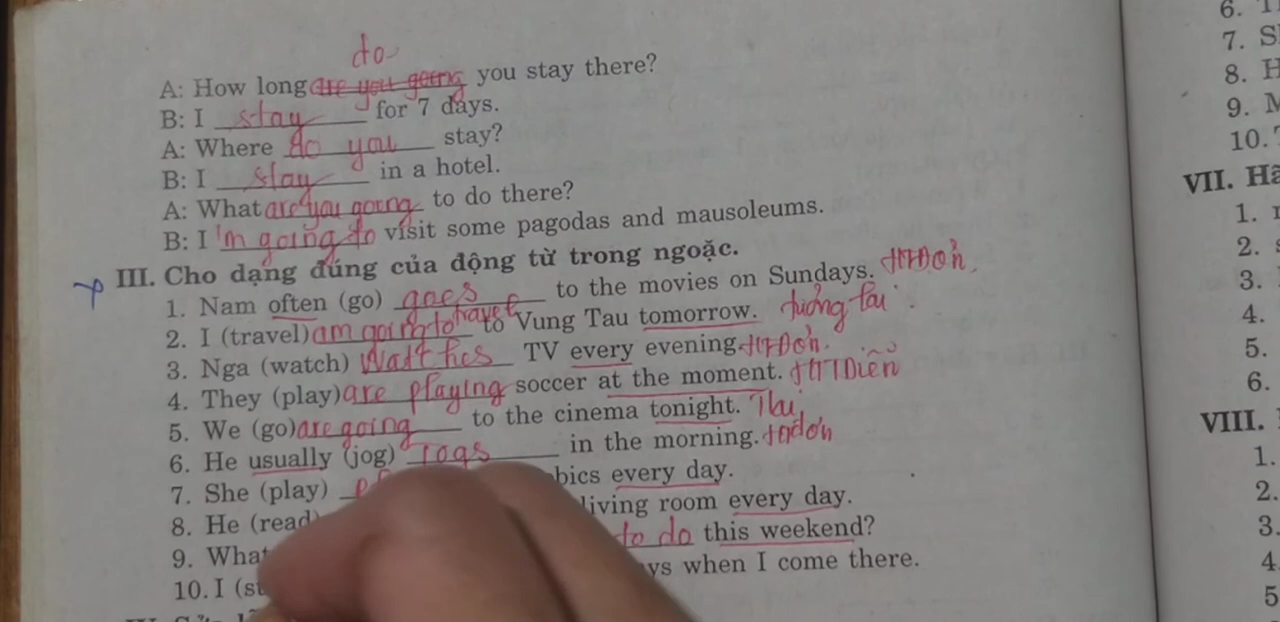 do
A: How long are you going you stay there?
B: I stay for 7 days.
A: Where do you stay?
B: I stay in a hotel.
A: What are you going to do there?
B: I 'm going to visit some pagodas and mausoleums.
III. Cho dạng đúng của động từ trong ngoặc.
1. Nam often (go) goes to the movies on Sundays. HTĐơn
2. I (travel) am going to travel to Vung Tau tomorrow. tương lai
3. Nga (watch) TV every evening. HTĐơn.
4. They (play) are playing soccer at the moment. HTTDiễn
5. We (go) are going to the cinema tonight.
6. He usually (jog) in the morning. htđơn
7. She (play) every day.
8. He (read) living room every day.
9. What to do this weekend?
10. I when I come there.
6.
7. S
8. H
9. M
10.
VII. Hã
1.
2.
3.
4.
5.
6.
VIII.
1.
2.
3.
4
5